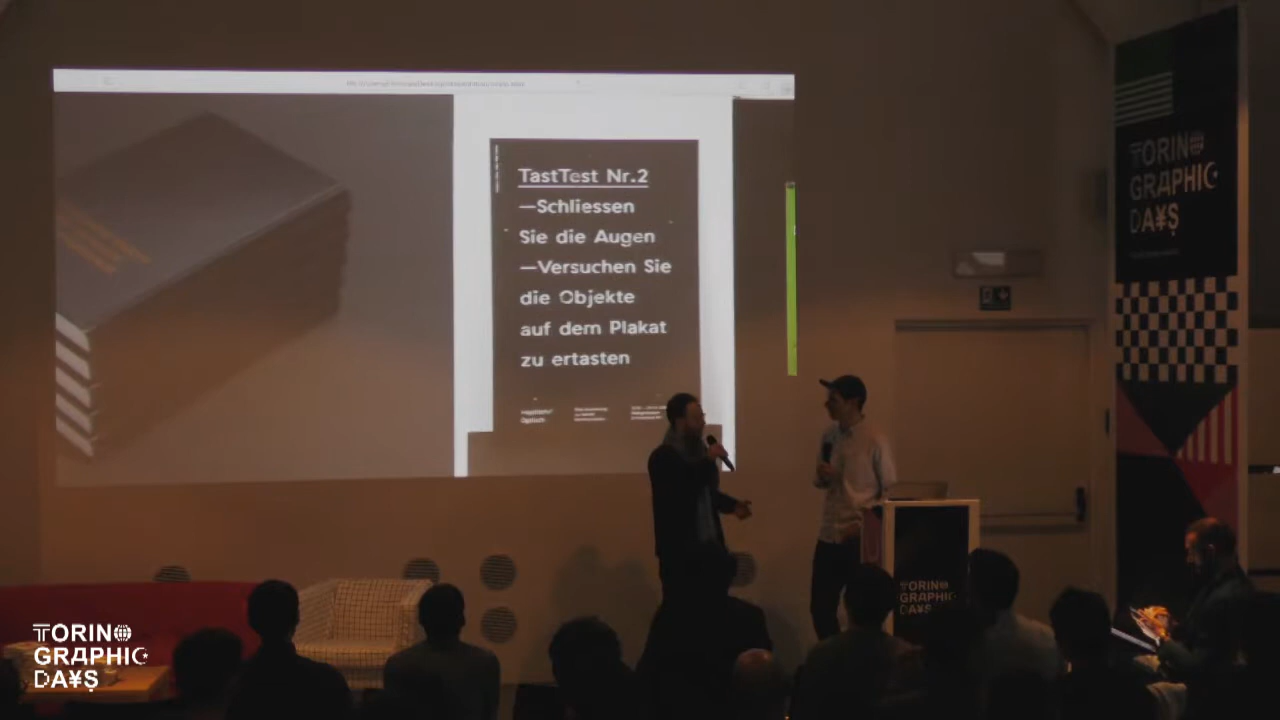 TastTest Nr.2
—Schliessen
Sie die Augen
—Versuchen Sie
die Objekte
auf dem Plakat
zu ertasten
TORINO
GRAPHIC
DA¥S
TORINO
GRAPHIC
DA¥S
TORINO
GRAPHIC
DA¥S